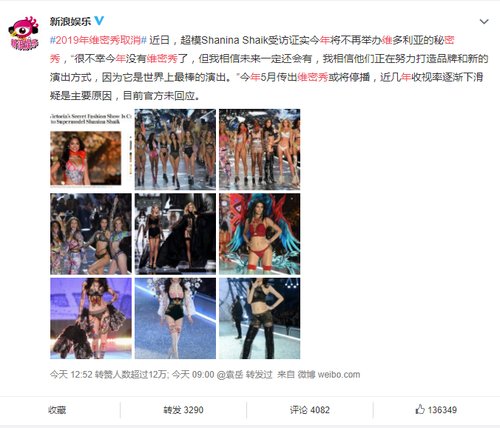 新浪娱乐
#2019年维密秀取消# 近日，超模Shanina Shaik受访证实今年将不再举办维多利亚的秘密
秀，“很不幸今年没有维密秀了，但我相信未来一定还会有，我相信他们正在努力打造品牌和新的
演出方式，因为它是世界上最棒的演出。”今年5月传出维密秀或将停播，近几年收视率逐渐下滑
疑是主要原因，目前官方未回应。
Victoria's Secret Fashion Show Is C
to Supermodel Shanina Shaik
今天 12:52 转赞人数超过12万; 今天 09:00 @袁岳 转发过 来自 微博 weibo.com
收藏
转发 3290
评论 4082
136349